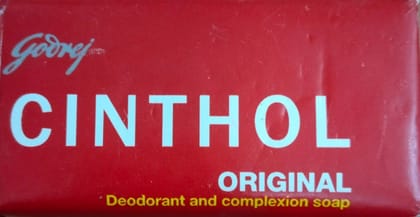 Godrej
CINTHOL
ORIGINAL
Deodorant and complexion soap